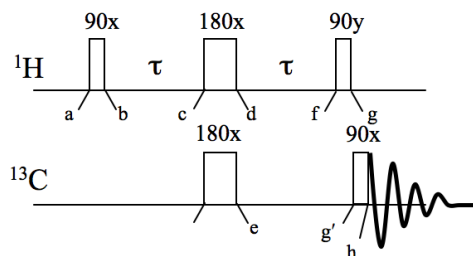 90x 180x 90y
¹H τ τ
a b c d f g
180x 90x
¹³C
e g′ h